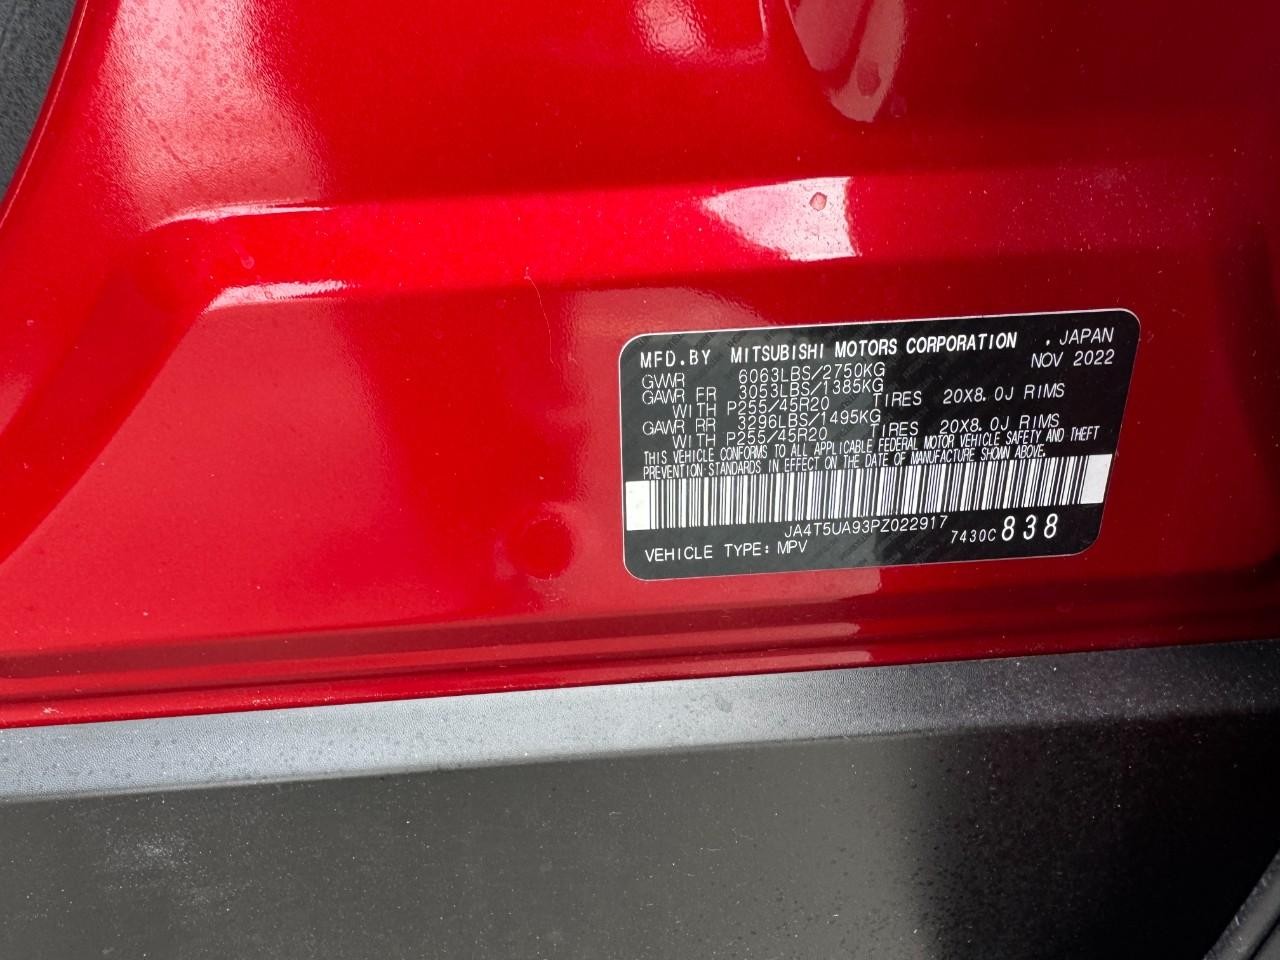 MFD.BY MITSUBISHI MOTORS CORPORATION . JAPAN
NOV 2022
GVWR 6063LBS/2750KG
GAWR FR 3053LBS/1385KG
WITH P255/45R20 TIRES 20X8.0J RIMS
GAWR RR 3296LBS/1495KG
WITH P255/45R20 TIRES 20X8.0J RIMS
THIS VEHICLE CONFORMS TO ALL APPLICABLE FEDERAL MOTOR VEHICLE SAFETY AND THEFT
PREVENTION STANDARDS IN EFFECT ON THE DATE OF MANUFACTURE SHOWN ABOVE.
JA4T5UA93PZ022917
VEHICLE TYPE: MPV 7430C 838